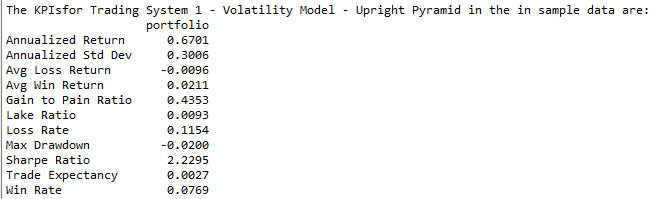 The KPIsfor Trading System 1 - Volatility Model - Upright Pyramid in the in sample data are:
portfolio
Annualized Return 0.6701
Annualized Std Dev 0.3006
Avg Loss Return -0.0096
Avg Win Return 0.0211
Gain to Pain Ratio 0.4353
Lake Ratio 0.0093
Loss Rate 0.1154
Max Drawdown -0.0200
Sharpe Ratio 2.2295
Trade Expectancy 0.0027
Win Rate 0.0769